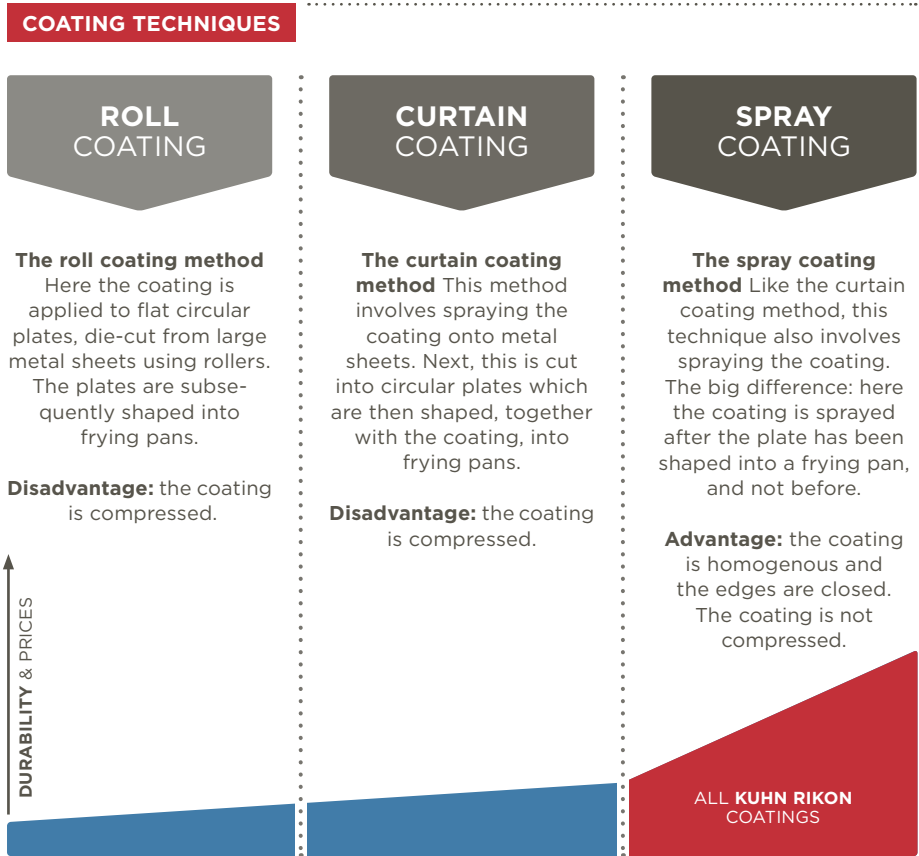 COATING TECHNIQUES
ROLL
COATING
The roll coating method
Here the coating is
applied to flat circular
plates, die-cut from large
metal sheets using rollers.
The plates are subse-
quently shaped into
frying pans.
Disadvantage: the coating
is compressed.
CURTAIN
COATING
The curtain coating
method This method
involves spraying the
coating onto metal
sheets. Next, this is cut
into circular plates which
are then shaped, together
with the coating, into
frying pans.
Disadvantage: the coating
is compressed.
SPRAY
COATING
The spray coating
method Like the curtain
coating method, this
technique also involves
spraying the coating.
The big difference: here
the coating is sprayed
after the plate has been
shaped into a frying pan,
and not before.
Advantage: the coating
is homogenous and
the edges are closed.
The coating is not
compressed.
DURABILITY & PRICES
ALL KUHN RIKON
COATINGS